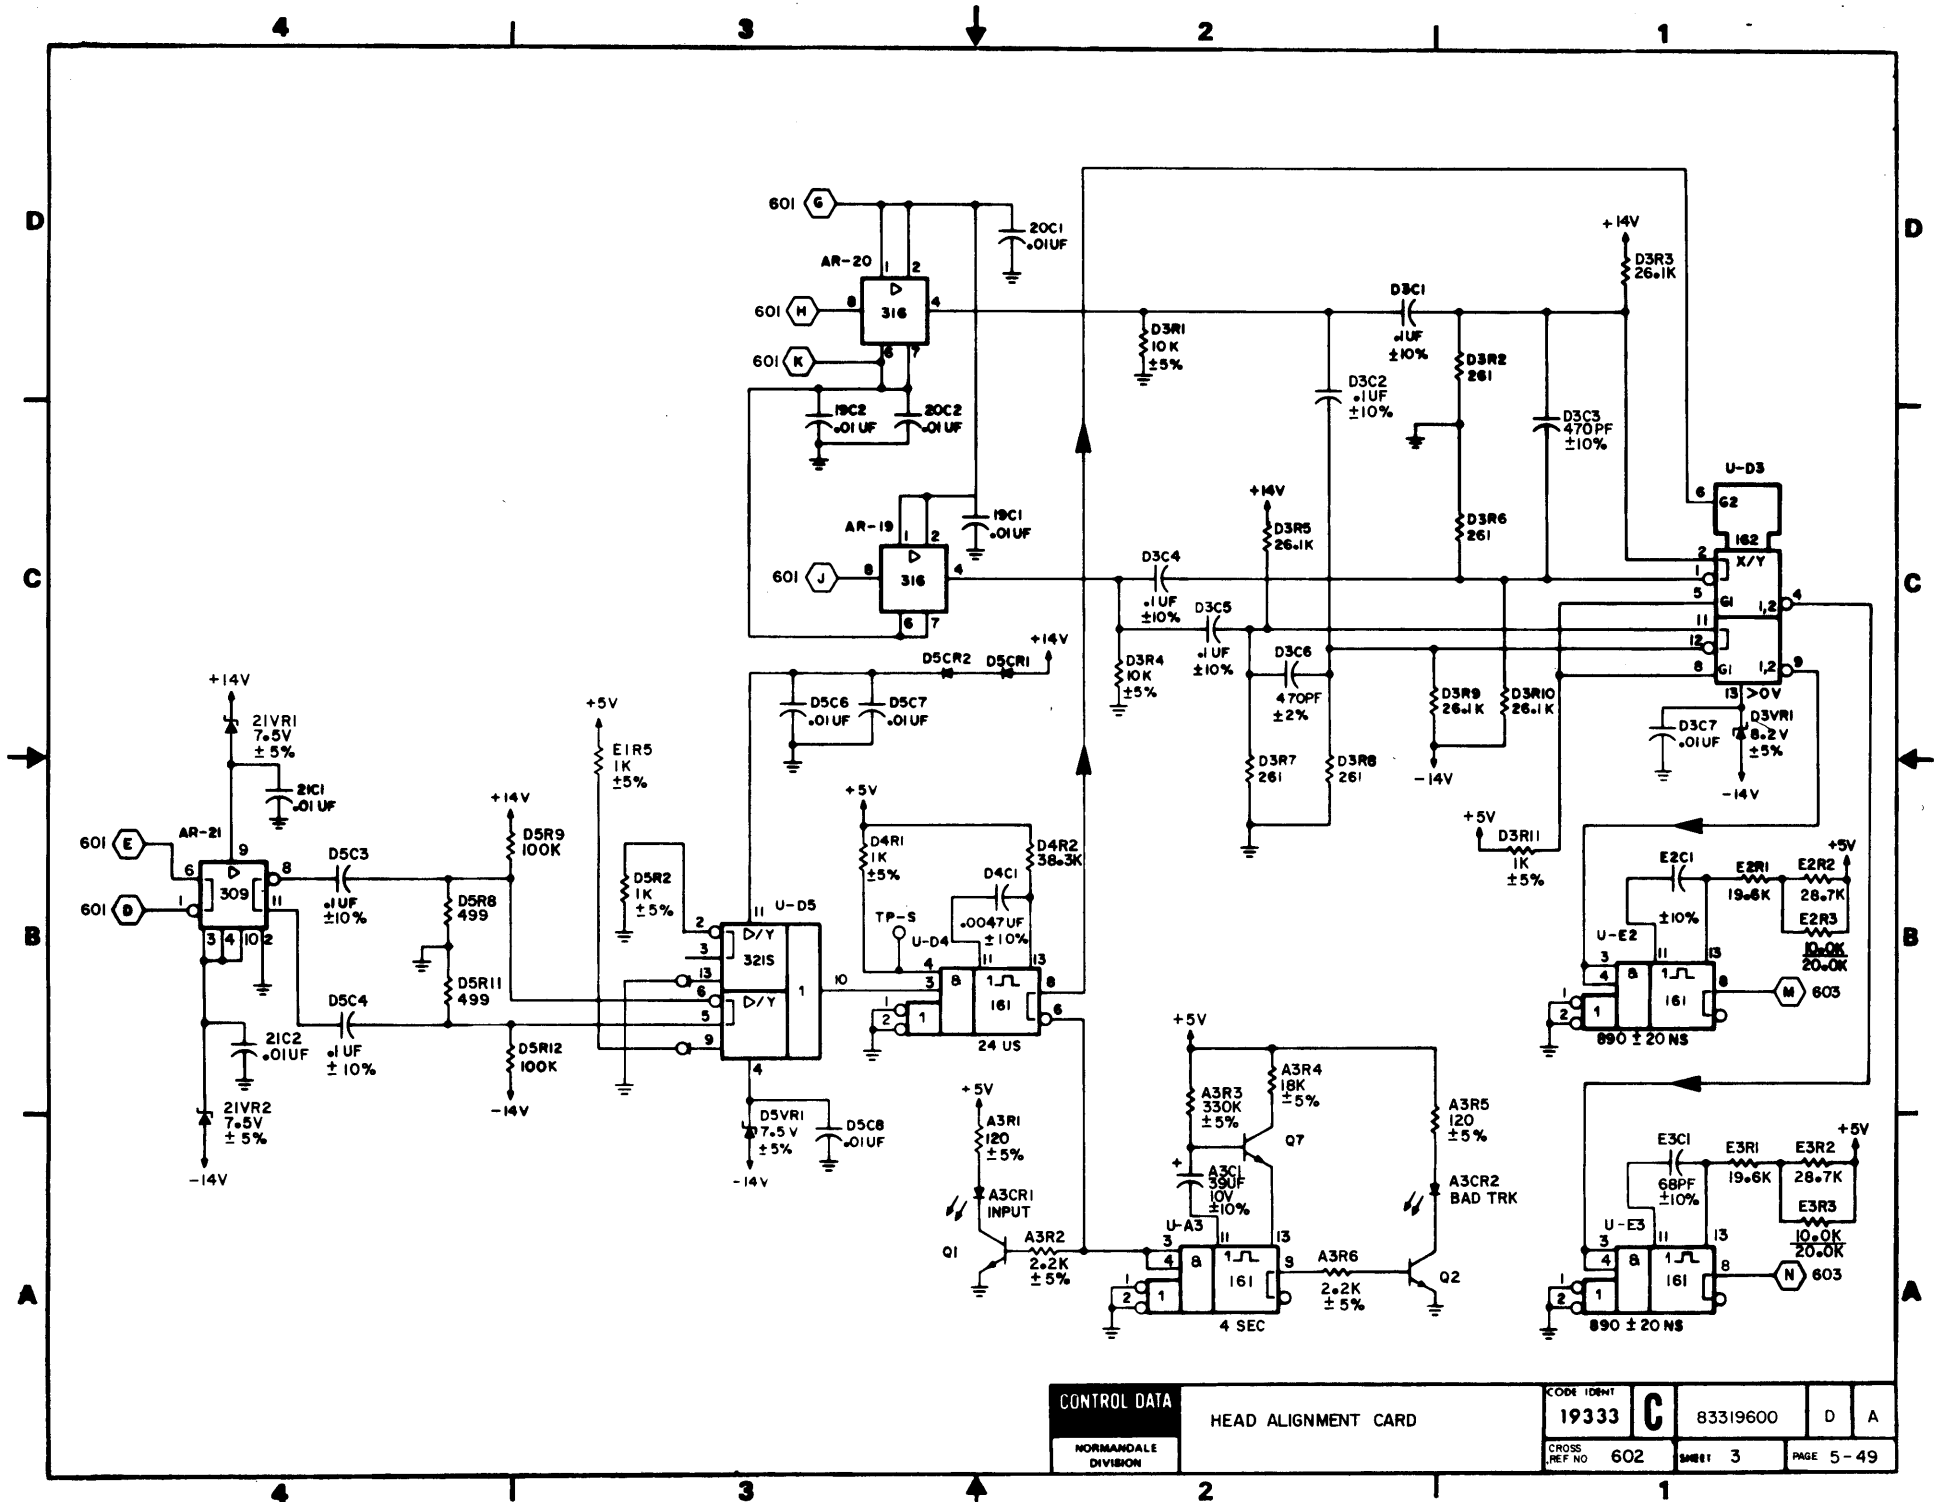 4 3 2 1
D
601 G
20C1
.01UF
AR-20
1 2
601 H
8 316 4
6 7
601 K
19C2
.01UF
20C2
.01UF
+14V
D3R3
26.1K
D3R1
10K
±5%
D3C1
.1UF
±10%
D3R2
261
D3C2
.1UF
±10%
D3C3
470PF
±10%
D
C
AR-19
1 2
19C1
.01UF
601 J
8 316 4
6 7
D3C4
.1UF
±10%
+14V
D3R5
26.1K
D3R6
261
D3C5
.1UF
±10%
D3R4
10K
±5%
D3C6
470PF
±2%
D3R7
261
D3R8
261
D3R9
26.1K
D3R10
26.1K
-14V
U-D3
6 G2
162
2 X/Y
1
5 G1 1,2 4
11
12
8 G1 1,2 9
13 >0V
D3C7
.01UF
D3VR1
8.2V
±5%
-14V
C
+14V
21VR1
7.5V
±5%
21C1
.01UF
+5V
E1R5
1K
±5%
D5CR2 D5CR1
+14V
D5C6
.01UF
D5C7
.01UF
B
601 E
601 D
AR-21
9
6 8
309
1 11
3 4 10 2
D5C3
.1UF
±10%
+14V
D5R9
100K
D5R8
499
D5R11
499
D5C4
.1UF
±10%
D5R12
100K
-14V
21C2
.01UF
21VR2
7.5V
±5%
-14V
D5R2
1K
±5%
U-D5
11
2 ▷/Y
3 321S
13
6 ▷/Y 1 10
5
9
4
D5VR1
7.5V
±5%
-14V
D5C8
.01UF
+5V
D4R1
1K
±5%
TP-S
D4R2
38.3K
D4C1
.0047UF
±10%
U-D4
11 13
4 & 1
3 8
1 161
2 1 6
24 US
+5V
D3R11
1K
±5%
E2C1
±10%
E2R1
19.6K
E2R2
28.7K
+5V
E2R3
10.0K
20.0K
U-E2
11 13
3 & 1
4
1 161 8
2 1
M 603
890 ± 20 NS
B
A
+5V
A3R1
120
±5%
A3CR1
INPUT
Q1
A3R2
2.2K
±5%
+5V
A3R3
330K
±5%
A3R4
18K
±5%
Q7
+
A3C1
39UF
10V
±10%
U-A3
11 13
3 & 1
4
1 161 9
2 1
4 SEC
A3R6
2.2K
±5%
A3R5
120
±5%
A3CR2
BAD TRK
Q2
E3C1
68PF
±10%
E3R1
19.6K
E3R2
28.7K
+5V
E3R3
10.0K
20.0K
U-E3
11 13
3 & 1
4
1 161 8
2 1
N 603
890 ± 20 NS
A
CONTROL DATA
NORMANDALE
DIVISION
HEAD ALIGNMENT CARD
CODE IDENT
19333 C 83319600 D A
CROSS
REF NO 602 SHEET 3 PAGE 5-49
4 3 2 1